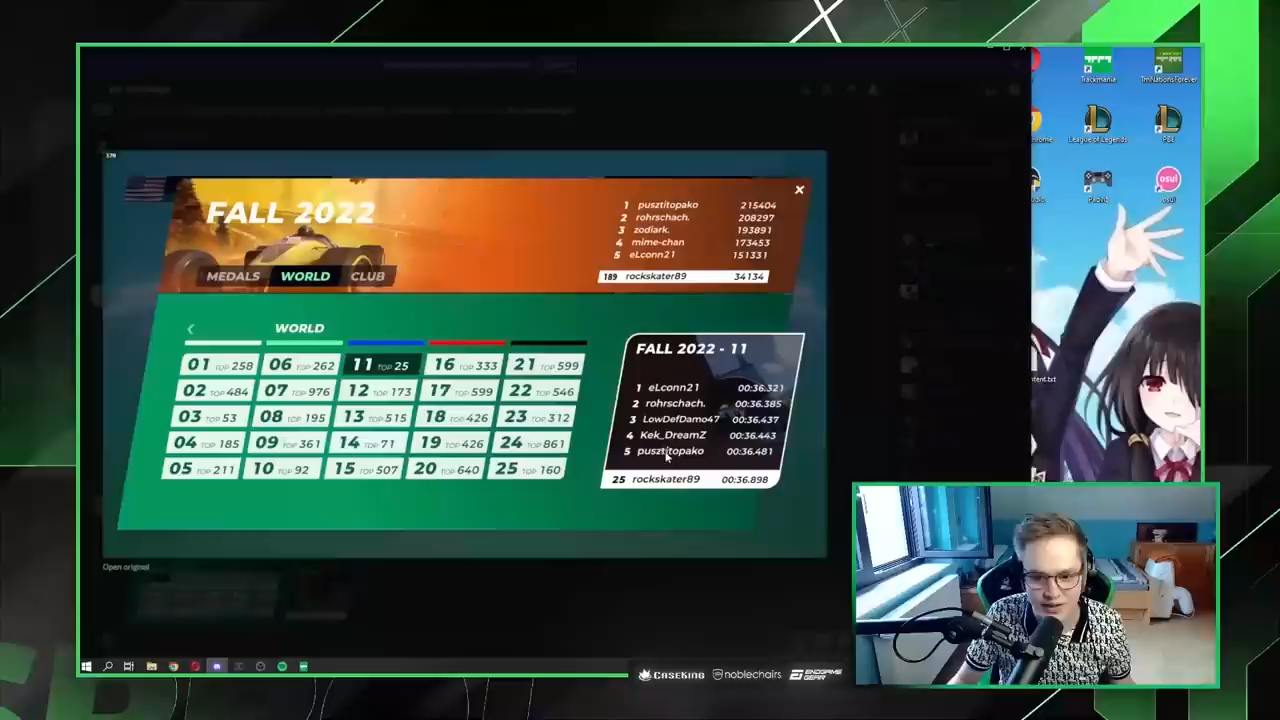 Trackmania
TmNationsForever
League of Legends
PBE
osu!
osu!
179
FALL 2022
1 pusztitopako 215404
2 rohrschach. 208297
3 zodiark. 193891
4 mime-chan 173453
5 eLconn21 151331
189 rockskater89 34134
MEDALS WORLD CLUB
WORLD
01 TOP 258 06 TOP 262 11 TOP 25 16 TOP 333 21 TOP 599
02 TOP 484 07 TOP 976 12 TOP 173 17 TOP 599 22 TOP 546
03 TOP 53 08 TOP 195 13 TOP 515 18 TOP 426 23 TOP 312
04 TOP 185 09 TOP 361 14 TOP 71 19 TOP 426 24 TOP 861
05 TOP 211 10 TOP 92 15 TOP 507 20 TOP 640 25 TOP 160
FALL 2022 - 11
1 eLconn21 00:36.321
2 rohrschach. 00:36.385
3 LowDefDamo47 00:36.437
4 Kek_DreamZ 00:36.443
5 pusztitopako 00:36.481
25 rockskater89 00:36.898
Open original
CASEKING noblechairs ENDGAME GEAR